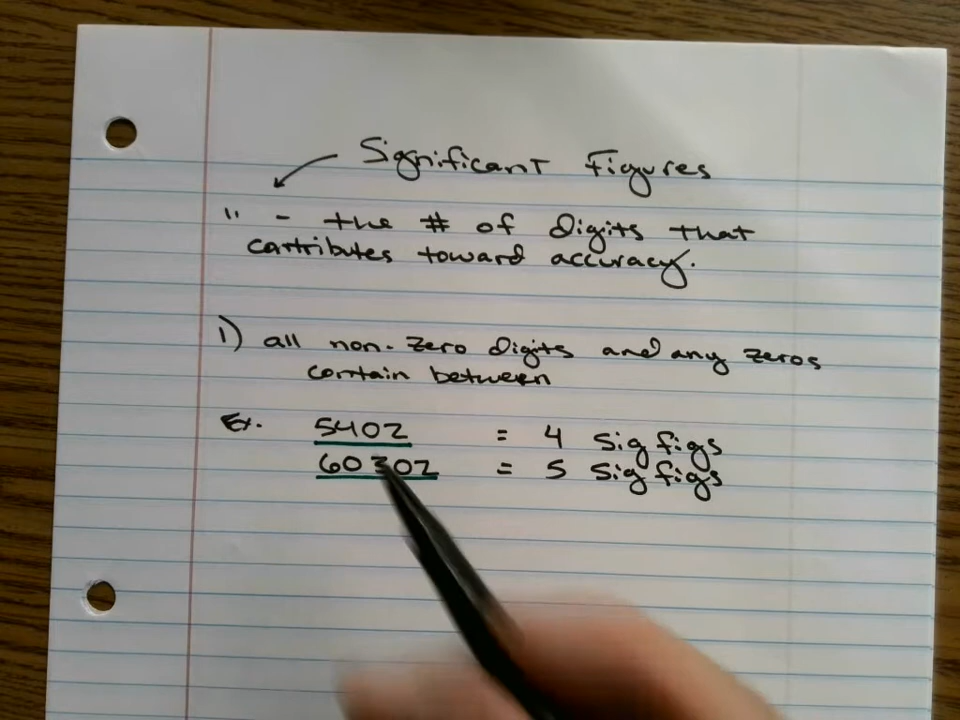 Significant Figures
" - the # of digits that
contributes toward accuracy.
1) all non-zero digits and any zeros
contain between
Ex. 5402 = 4 sig figs
60302 = 5 sig figs